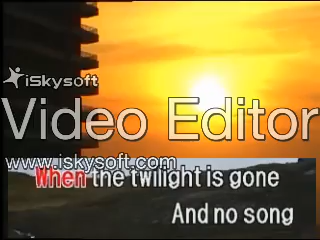 iSkysoft
Video Editor
www.iskysoft.com
When the twilight is gone
And no song